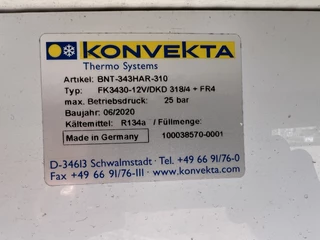 KONVEKTA
Thermo Systems
Artikel: BNT-343HAR-310
Typ: FK3430-12V/DKD 318/4 + FR4
max. Betriebsdruck: 25 bar
Baujahr: 06/2020
Kältemittel: R134a / Füllmenge:
Made in Germany 100038570-0001
D-34613 Schwalmstadt · Tel. +49 66 91/76-0
Fax +49 66 91/76-111 · www.konvekta.com